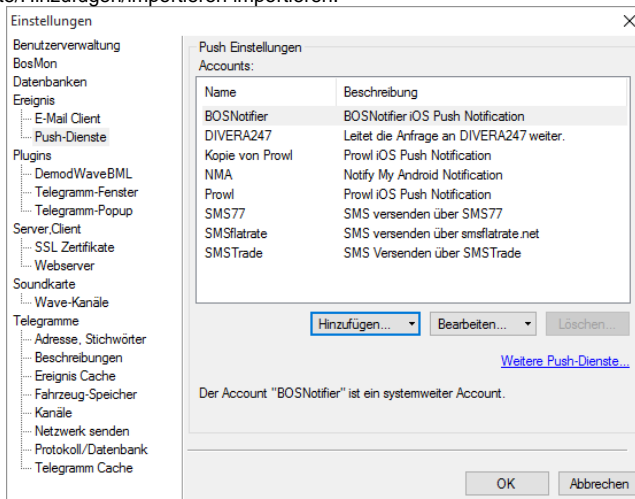 Hinzufügen/importieren importieren.
Einstellungen
Benutzerverwaltung
BosMon
Datenbanken
Ereignis
E-Mail Client
Push-Dienste
Plugins
DemodWaveBML
Telegramm-Fenster
Telegramm-Popup
Server,Client
SSL Zertifikate
Webserver
Soundkarte
Wave-Kanäle
Telegramme
Adresse, Stichwörter
Beschreibungen
Ereignis Cache
Fahrzeug-Speicher
Kanäle
Netzwerk senden
Protokoll/Datenbank
Telegramm Cache
Push Einstellungen
Accounts:
Name Beschreibung
BOSNotifier BOSNotifier iOS Push Notification
DIVERA247 Leitet die Anfrage an DIVERA247 weiter.
Kopie von Prowl Prowl iOS Push Notification
NMA Notify My Android Notification
Prowl Prowl iOS Push Notification
SMS77 SMS versenden über SMS77
SMSflatrate SMS versenden über smsflatrate.net
SMSTrade SMS Versenden über SMSTrade
Hinzufügen... Bearbeiten... Löschen...
Weitere Push-Dienste...
Der Account "BOSNotifier" ist ein systemweiter Account.
OK Abbrechen